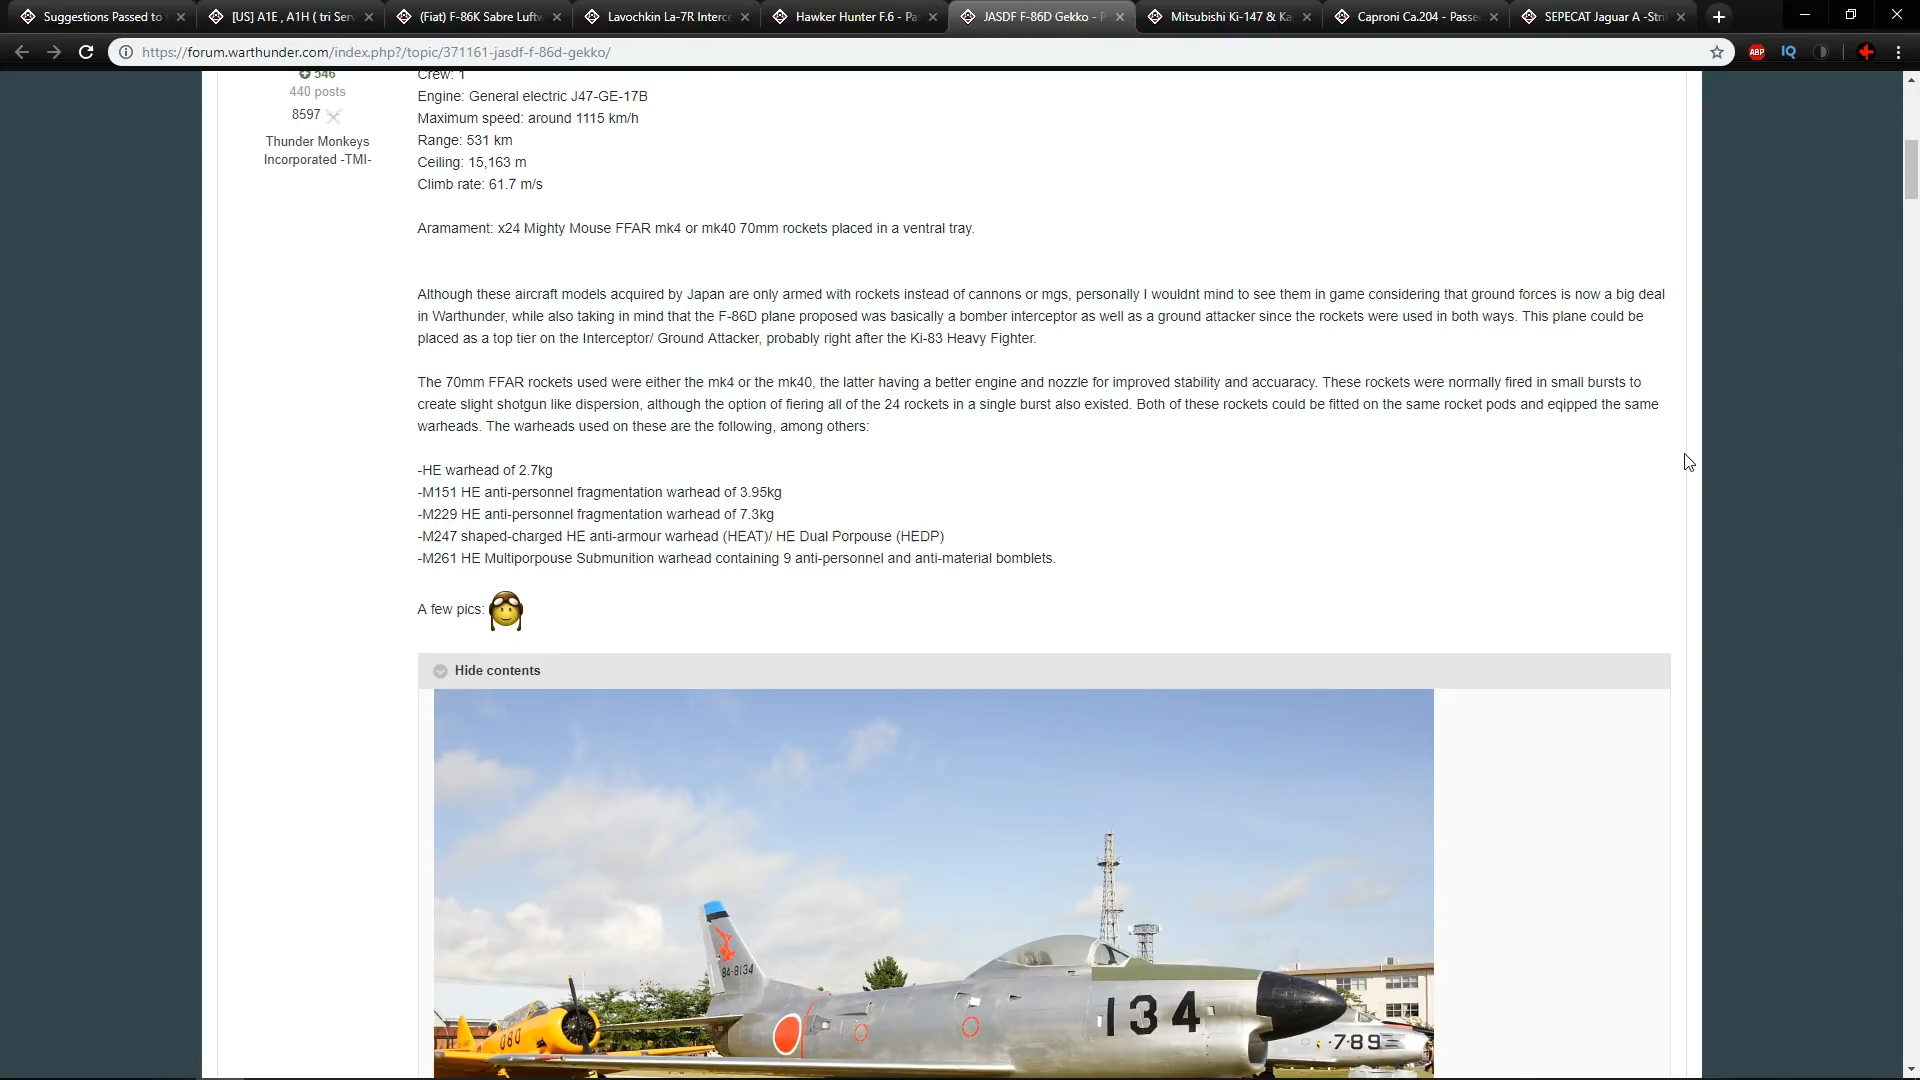 Suggestions Passed to
[US] A1E , A1H ( tri Serv
(Fiat) F-86K Sabre Luftw
Lavochkin La-7R Interce
Hawker Hunter F.6 - Pa
JASDF F-86D Gekko - P
Mitsubishi Ki-147 & Ka
Caproni Ca.204 - Passe
SEPECAT Jaguar A -Stri
https://forum.warthunder.com/index.php?/topic/371161-jasdf-f-86d-gekko/
ABP
IQ
546
440 posts
8597
Thunder Monkeys
Incorporated -TMI-
Crew: 1
Engine: General electric J47-GE-17B
Maximum speed: around 1115 km/h
Range: 531 km
Ceiling: 15,163 m
Climb rate: 61.7 m/s
Aramament: x24 Mighty Mouse FFAR mk4 or mk40 70mm rockets placed in a ventral tray.
Although these aircraft models acquired by Japan are only armed with rockets instead of cannons or mgs, personally I wouldnt mind to see them in game considering that ground forces is now a big deal
in Warthunder, while also taking in mind that the F-86D plane proposed was basically a bomber interceptor as well as a ground attacker since the rockets were used in both ways. This plane could be
placed as a top tier on the Interceptor/ Ground Attacker, probably right after the Ki-83 Heavy Fighter.
The 70mm FFAR rockets used were either the mk4 or the mk40, the latter having a better engine and nozzle for improved stability and accuaracy. These rockets were normally fired in small bursts to
create slight shotgun like dispersion, although the option of fiering all of the 24 rockets in a single burst also existed. Both of these rockets could be fitted on the same rocket pods and eqipped the same
warheads. The warheads used on these are the following, among others:
-HE warhead of 2.7kg
-M151 HE anti-personnel fragmentation warhead of 3.95kg
-M229 HE anti-personnel fragmentation warhead of 7.3kg
-M247 shaped-charged HE anti-armour warhead (HEAT)/ HE Dual Porpouse (HEDP)
-M261 HE Multiporpouse Submunition warhead containing 9 anti-personnel and anti-material bomblets.
A few pics:
Hide contents
84-8134
134
080
789